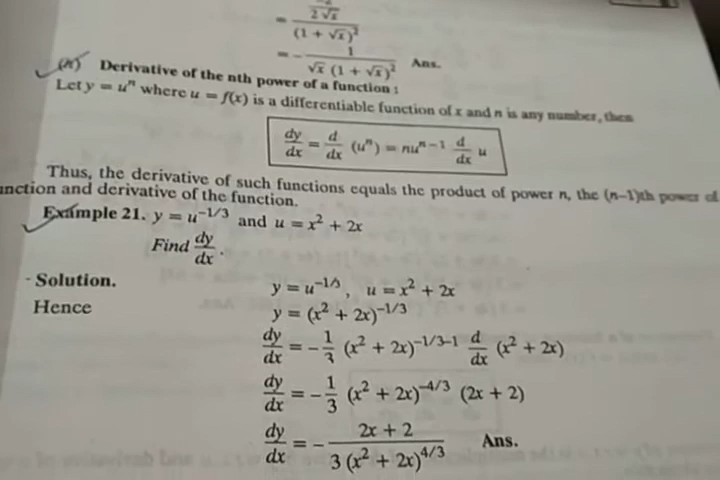 = -2/2√x / (1 + √x)²
= - 1 / √x (1 + √x)² Ans.
Derivative of the nth power of a function :
Let y = uⁿ where u = f(x) is a differentiable function of x and n is any number, then
dy/dx = d/dx (uⁿ) = nuⁿ⁻¹ d/dx u
Thus, the derivative of such functions equals the product of power n, the (n–1)th power of
unction and derivative of the function.
Example 21. y = u^–1/3 and u = x² + 2x
Find dy/dx .
Solution. y = u^–1/3 , u = x² + 2x
Hence y = (x² + 2x)^–1/3
dy/dx = – 1/3 (x² + 2x)^–1/3–1 d/dx (x² + 2x)
dy/dx = – 1/3 (x² + 2x)^–4/3 (2x + 2)
dy/dx = – 2x + 2 / 3 (x² + 2x)^4/3 Ans.